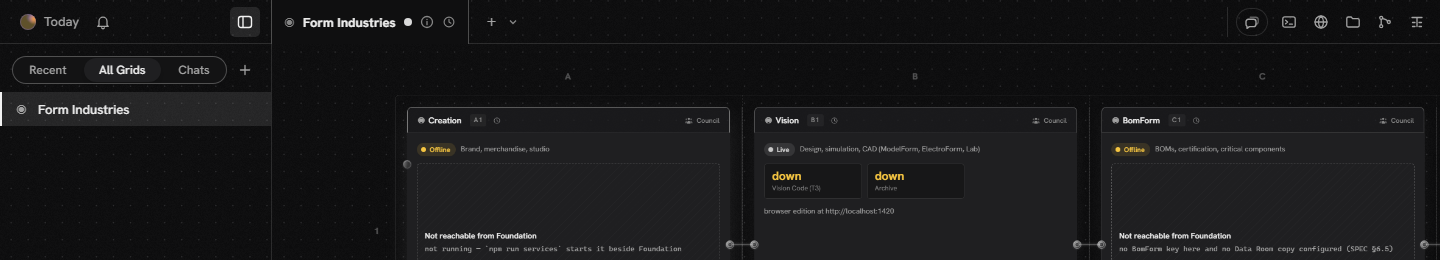 Today
Form Industries
Recent
All Grids
Chats
Form Industries
A
B
C
1
Creation A1 Council
Offline Brand, merchandise, studio
Not reachable from Foundation
not running — `npm run services` starts it beside Foundation
Vision B1 Council
Live Design, simulation, CAD (ModelForm, ElectroForm, Lab)
down
Vision Code (T3)
down
Archive
browser edition at http://localhost:1420
BomForm C1 Council
Offline BOMs, certification, critical components
Not reachable from Foundation
no BomForm key here and no Data Room copy configured (SPEC §6.5)